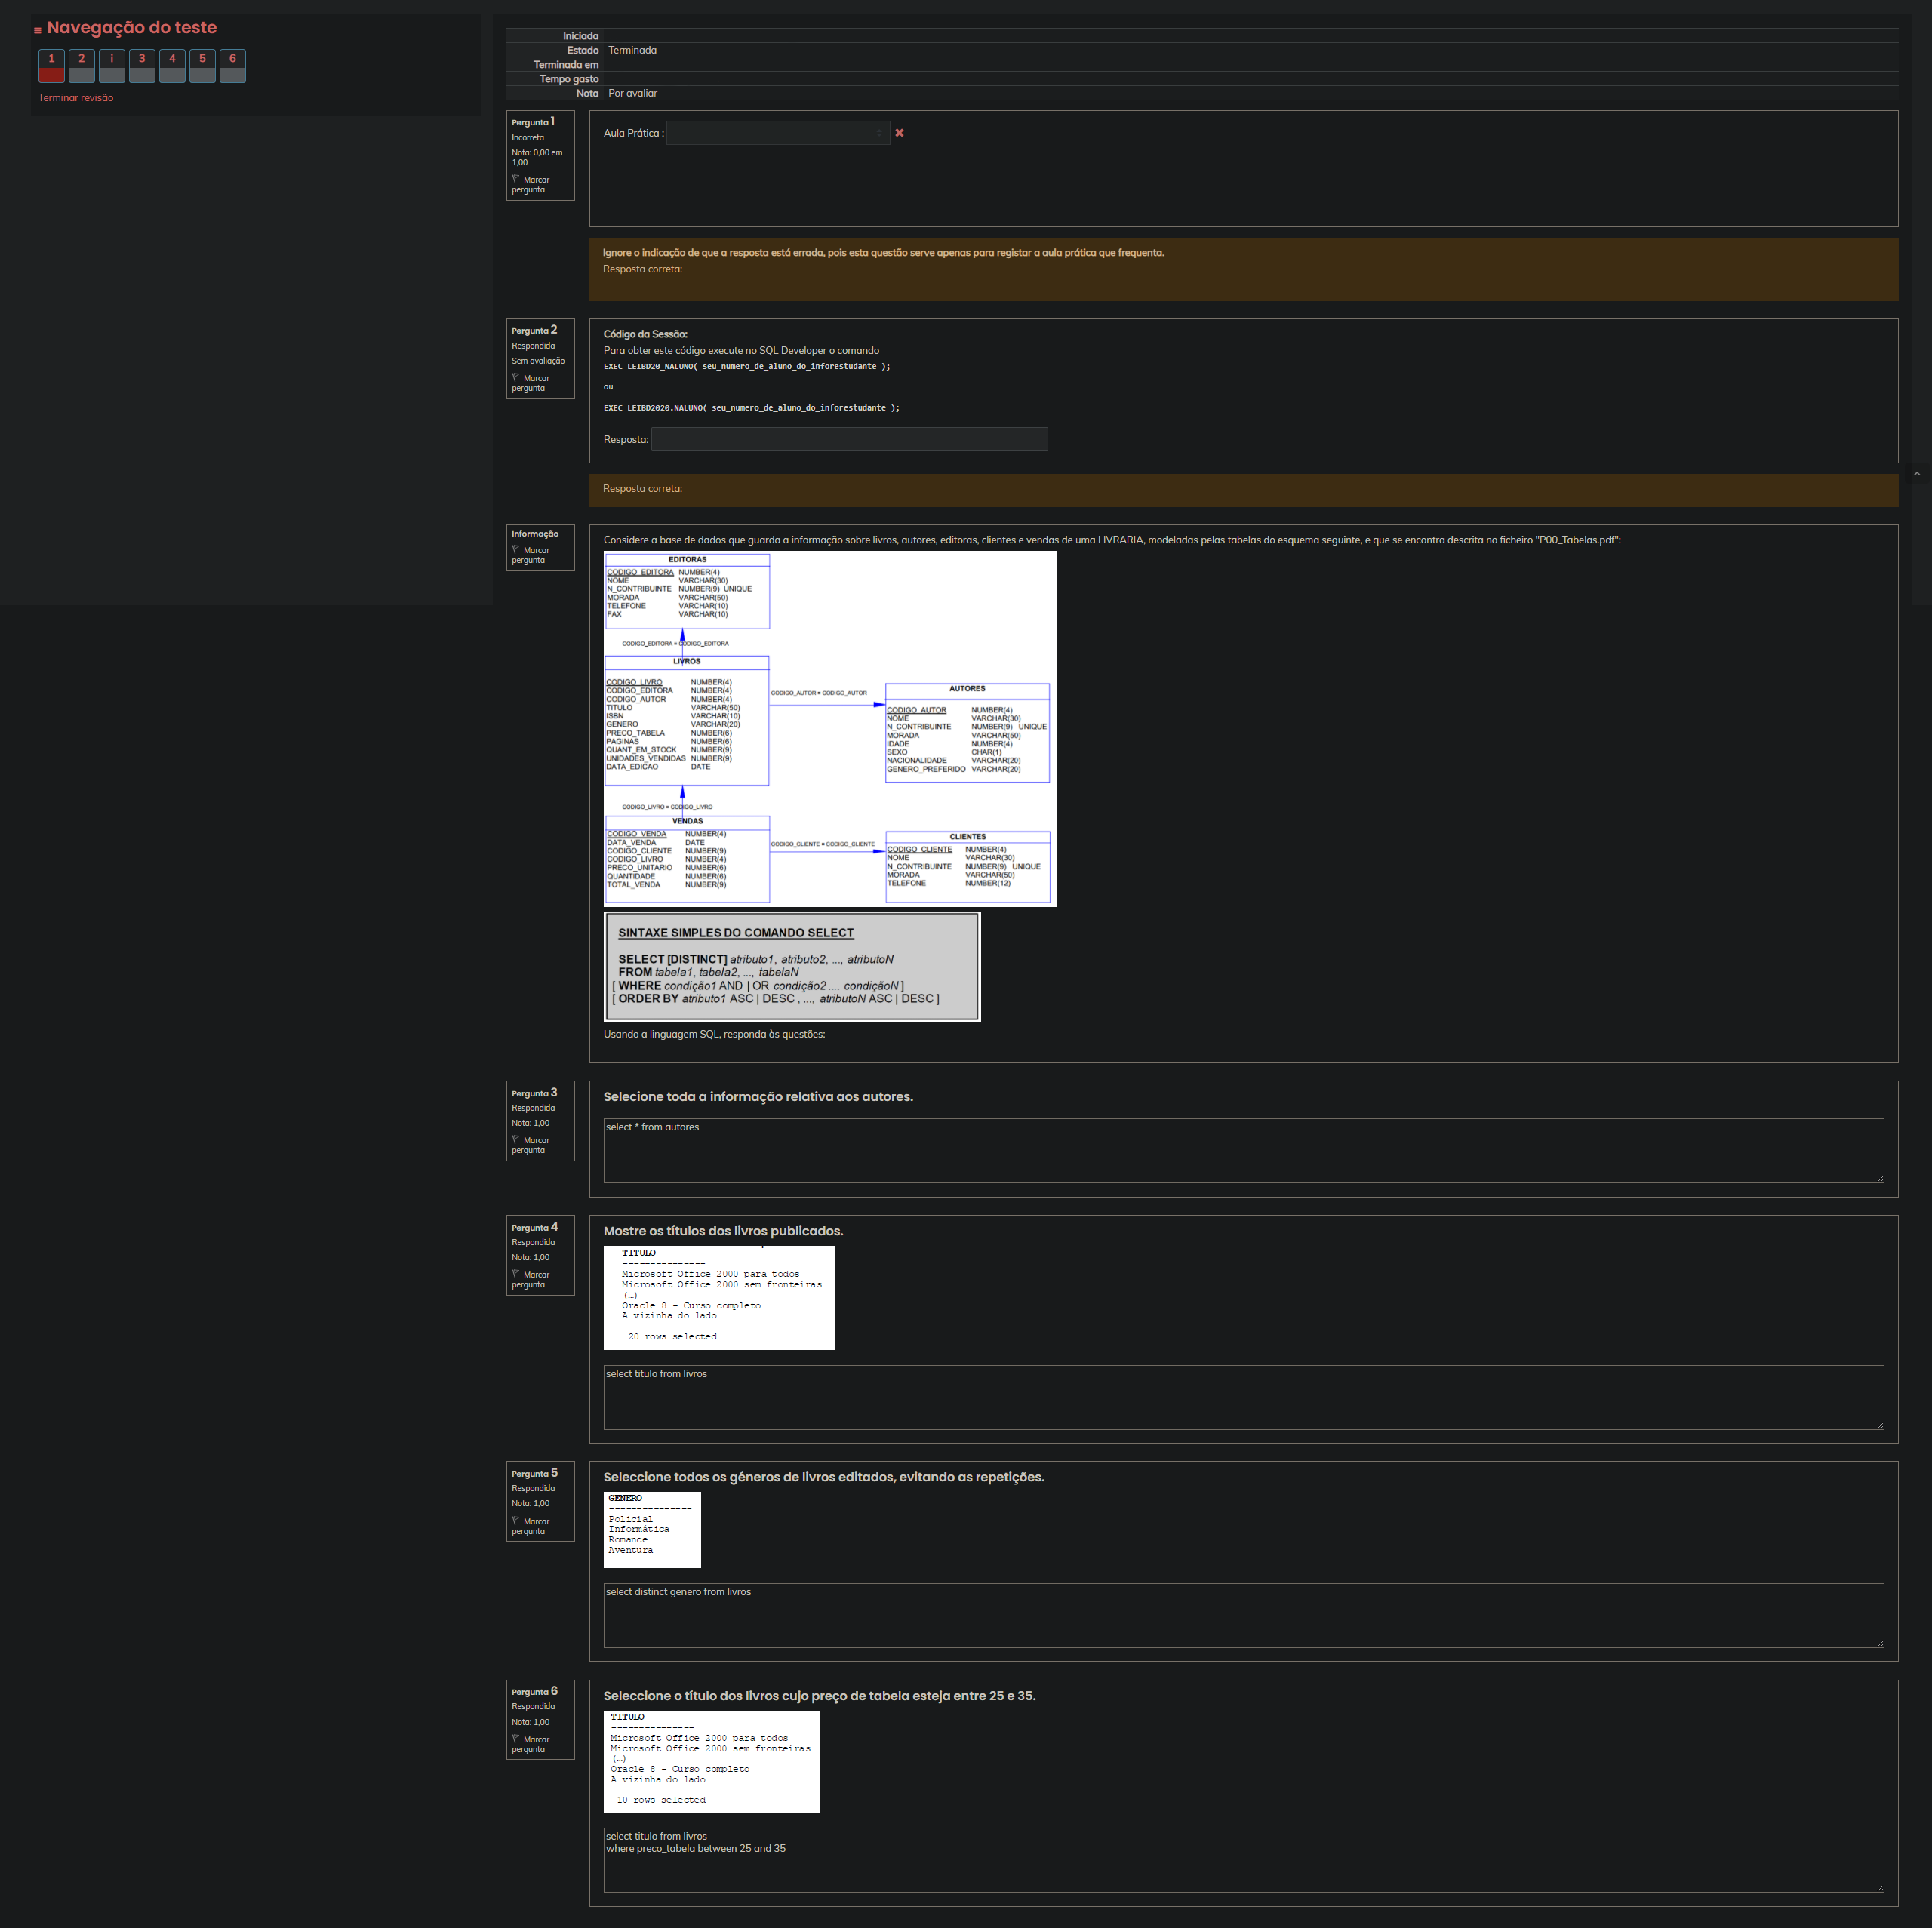 Navegação do teste
1 2 i 3 4 5 6
Terminar revisão
Iniciada
Estado Terminada
Terminada em
Tempo gasto
Nota Por avaliar
Pergunta 1
Incorreta
Nota: 0,00 em
1,00
Marcar
pergunta
Aula Prática :
Ignore o indicação de que a resposta está errada, pois esta questão serve apenas para registar a aula prática que frequenta.
Resposta correta:
Pergunta 2
Respondida
Sem avaliação
Marcar
pergunta
Código da Sessão:
Para obter este código execute no SQL Developer o comando
EXEC LEIBD20_NALUNO( seu_numero_de_aluno_do_inforestudante );
ou
EXEC LEIBD2020.NALUNO( seu_numero_de_aluno_do_inforestudante );
Resposta:
Resposta correta:
Informação
Marcar
pergunta
Considere a base de dados que guarda a informação sobre livros, autores, editoras, clientes e vendas de uma LIVRARIA, modeladas pelas tabelas do esquema seguinte, e que se encontra descrita no ficheiro "P00_Tabelas.pdf":
EDITORAS
CODIGO_EDITORA NUMBER(4)
NOME VARCHAR(30)
N_CONTRIBUINTE NUMBER(9) UNIQUE
MORADA VARCHAR(50)
TELEFONE VARCHAR(10)
FAX VARCHAR(10)
CODIGO_EDITORA = CODIGO_EDITORA
LIVROS
CODIGO_LIVRO NUMBER(4)
CODIGO_EDITORA NUMBER(4)
CODIGO_AUTOR NUMBER(4)
TITULO VARCHAR(50)
ISBN VARCHAR(10)
GENERO VARCHAR(20)
PRECO_TABELA NUMBER(6)
PAGINAS NUMBER(6)
QUANT_EM_STOCK NUMBER(9)
UNIDADES_VENDIDAS NUMBER(9)
DATA_EDICAO DATE
CODIGO_AUTOR = CODIGO_AUTOR
AUTORES
CODIGO_AUTOR NUMBER(4)
NOME VARCHAR(30)
N_CONTRIBUINTE NUMBER(9) UNIQUE
MORADA VARCHAR(50)
IDADE NUMBER(4)
SEXO CHAR(1)
NACIONALIDADE VARCHAR(20)
GENERO_PREFERIDO VARCHAR(20)
CODIGO_LIVRO = CODIGO_LIVRO
VENDAS
CODIGO_VENDA NUMBER(4)
DATA_VENDA DATE
CODIGO_CLIENTE NUMBER(9)
CODIGO_LIVRO NUMBER(4)
PRECO_UNITARIO NUMBER(6)
QUANTIDADE NUMBER(6)
TOTAL_VENDA NUMBER(9)
CODIGO_CLIENTE = CODIGO_CLIENTE
CLIENTES
CODIGO_CLIENTE NUMBER(4)
NOME VARCHAR(30)
N_CONTRIBUINTE NUMBER(9) UNIQUE
MORADA VARCHAR(50)
TELEFONE NUMBER(12)
SINTAXE SIMPLES DO COMANDO SELECT
SELECT [DISTINCT] atributo1, atributo2, ..., atributoN
FROM tabela1, tabela2, ..., tabelaN
[ WHERE condição1 AND | OR condição2 .... condiçãoN ]
[ ORDER BY atributo1 ASC | DESC , ..., atributoN ASC | DESC ]
Usando a linguagem SQL, responda às questões:
Pergunta 3
Respondida
Nota: 1,00
Marcar
pergunta
Selecione toda a informação relativa aos autores.
select * from autores
Pergunta 4
Respondida
Nota: 1,00
Marcar
pergunta
Mostre os títulos dos livros publicados.
TITULO
---------------
Microsoft Office 2000 para todos
Microsoft Office 2000 sem fronteiras
(…)
Oracle 8 - Curso completo
A vizinha do lado
20 rows selected
select titulo from livros
Pergunta 5
Respondida
Nota: 1,00
Marcar
pergunta
Seleccione todos os géneros de livros editados, evitando as repetições.
GENERO
---------------
Policial
Informática
Romance
Aventura
select distinct genero from livros
Pergunta 6
Respondida
Nota: 1,00
Marcar
pergunta
Seleccione o título dos livros cujo preço de tabela esteja entre 25 e 35.
TITULO
---------------
Microsoft Office 2000 para todos
Microsoft Office 2000 sem fronteiras
(…)
Oracle 8 - Curso completo
A vizinha do lado
10 rows selected
select titulo from livros
where preco_tabela between 25 and 35